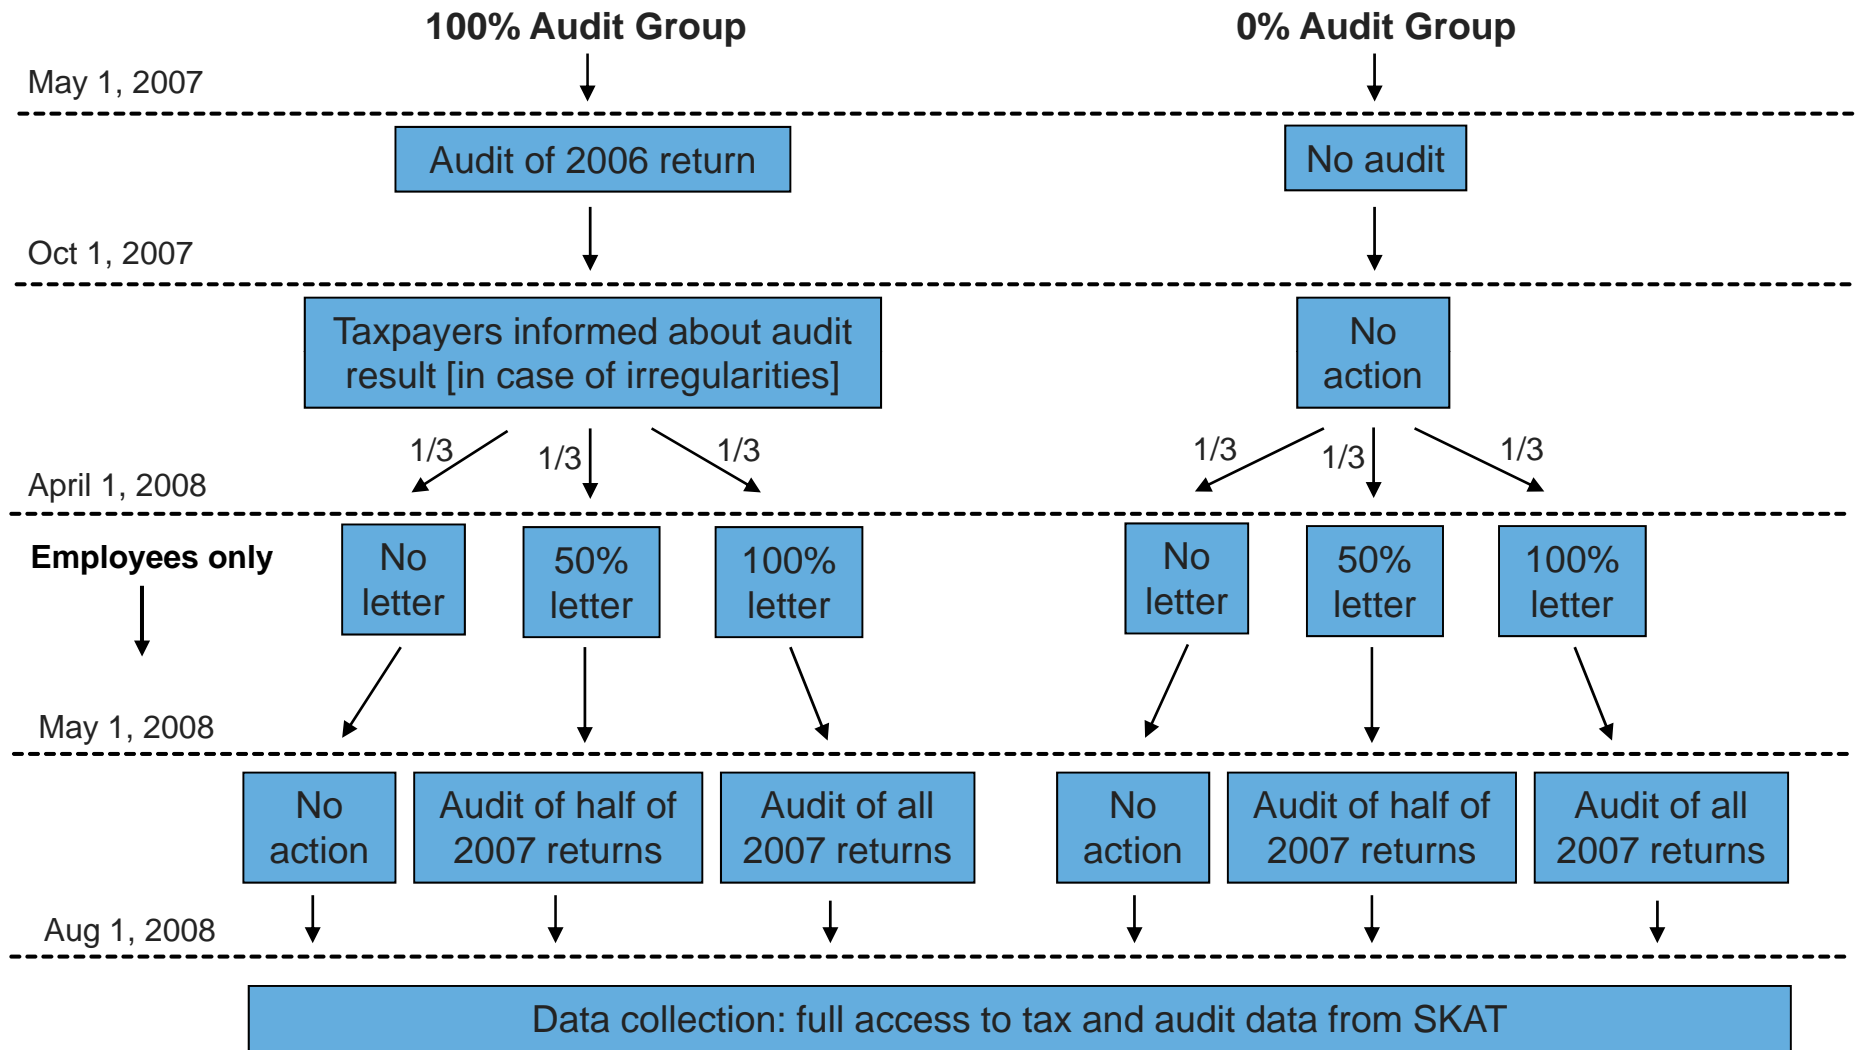 100% Audit Group
0% Audit Group
May 1, 2007
Audit of 2006 return
No audit
Oct 1, 2007
Taxpayers informed about audit
result [in case of irregularities]
No
action
1/3
1/3
1/3
1/3
1/3
1/3
April 1, 2008
Employees only
No
letter
50%
letter
100%
letter
No
letter
50%
letter
100%
letter
May 1, 2008
No
action
Audit of half of
2007 returns
Audit of all
2007 returns
No
action
Audit of half of
2007 returns
Audit of all
2007 returns
Aug 1, 2008
Data collection: full access to tax and audit data from SKAT